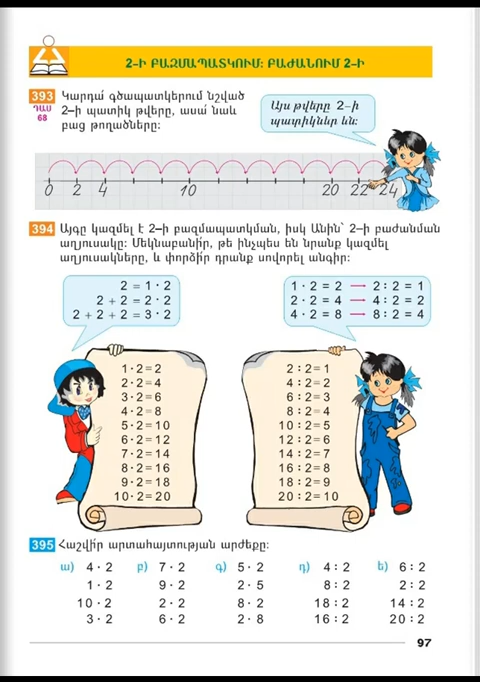 2-Ի ԲԱԶՄԱՊԱՏԿՈՒՄ: ԲԱԺԱՆՈՒՄ 2-Ի
393 Կարդա՛ գծապատկերում նշված
ԴԱՍ 68
2–ի պատիկ թվերը, ասա՛ նաև
բաց թողածները:
Այս թվերը 2-ի
պատիկներ են:
0 2 4 10 20 22 24
394 Այգը կազմել է 2-ի բազմապատկման, իսկ Անին՝ 2-ի բաժանման
աղյուսակը: Մեկնաբանի՛ր, թե ինչպես են նրանք կազմել
աղյուսակները, և փորձի՛ր դրանք սովորել անգիր:
2 = 1 · 2
2 + 2 = 2 · 2
2 + 2 + 2 = 3 · 2
1 · 2 = 2 → 2 : 2 = 1
2 · 2 = 4 → 4 : 2 = 2
4 · 2 = 8 → 8 : 2 = 4
1 · 2 = 2
2 · 2 = 4
3 · 2 = 6
4 · 2 = 8
5 · 2 = 10
6 · 2 = 12
7 · 2 = 14
8 · 2 = 16
9 · 2 = 18
10 · 2 = 20
2 : 2 = 1
4 : 2 = 2
6 : 2 = 3
8 : 2 = 4
10 : 2 = 5
12 : 2 = 6
14 : 2 = 7
16 : 2 = 8
18 : 2 = 9
20 : 2 = 10
395 Հաշվի՛ր արտահայտության արժեքը:
ա) 4 · 2 բ) 7 · 2 գ) 5 · 2 դ) 4 : 2 ե) 6 : 2
1 · 2 9 · 2 2 · 5 8 : 2 2 : 2
10 · 2 2 · 2 8 · 2 18 : 2 14 : 2
3 · 2 6 · 2 2 · 8 16 : 2 20 : 2
97